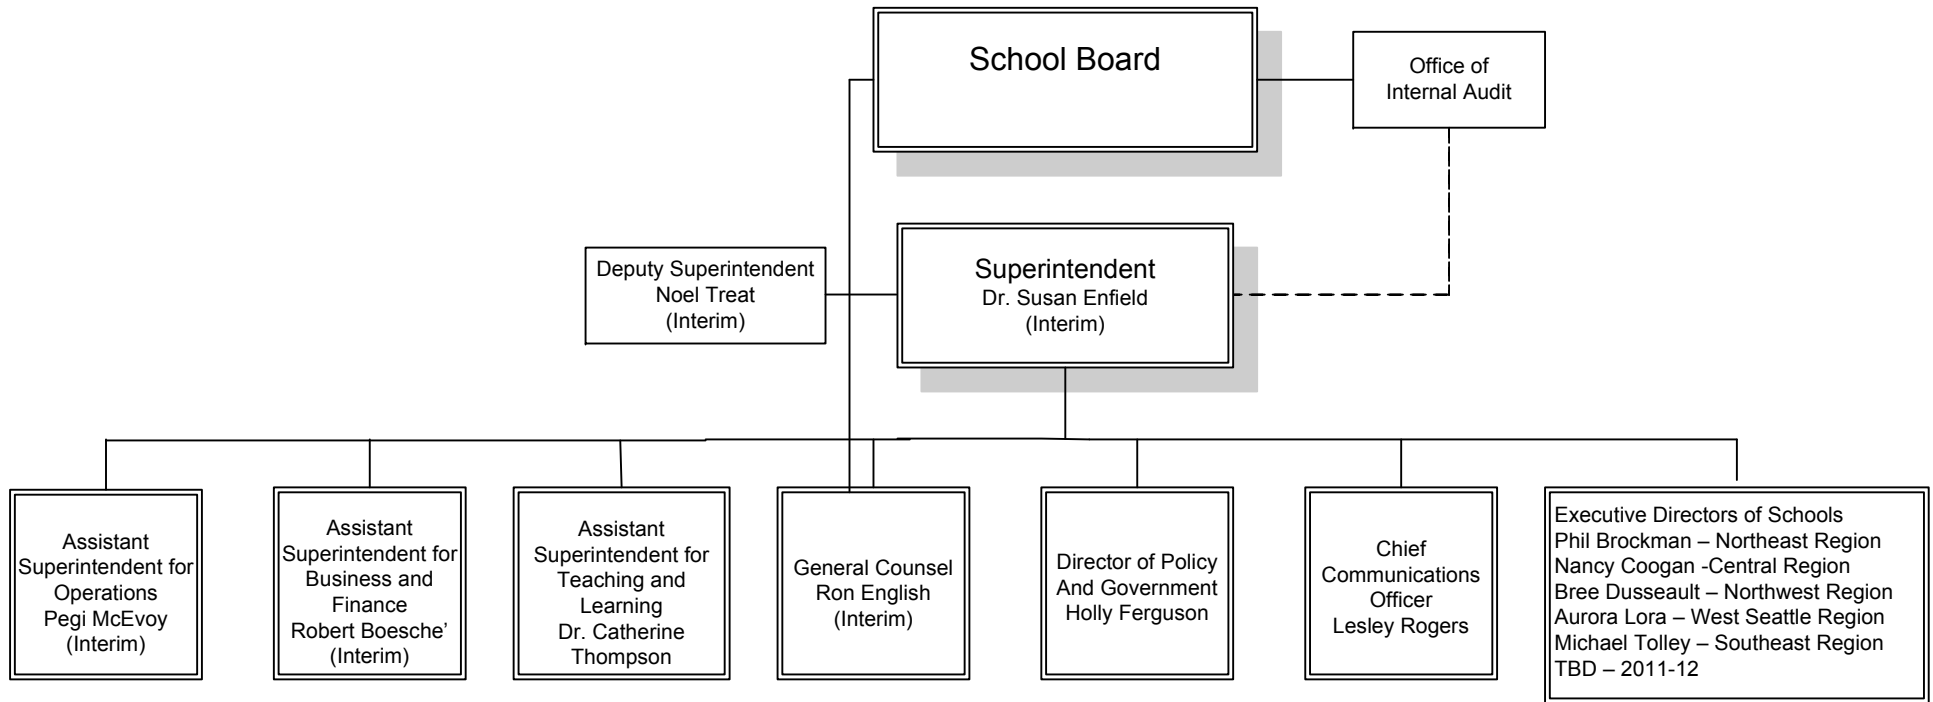 School Board
Office of
Internal Audit
Deputy Superintendent
Noel Treat
(Interim)
Superintendent
Dr. Susan Enfield
(Interim)
Assistant
Superintendent for
Operations
Pegi McEvoy
(Interim)
Assistant
Superintendent for
Business and
Finance
Robert Boesche’
(Interim)
Assistant
Superintendent for
Teaching and
Learning
Dr. Catherine
Thompson
General Counsel
Ron English
(Interim)
Director of Policy
And Government
Holly Ferguson
Chief
Communications
Officer
Lesley Rogers
Executive Directors of Schools
Phil Brockman – Northeast Region
Nancy Coogan -Central Region
Bree Dusseault – Northwest Region
Aurora Lora – West Seattle Region
Michael Tolley – Southeast Region
TBD – 2011-12